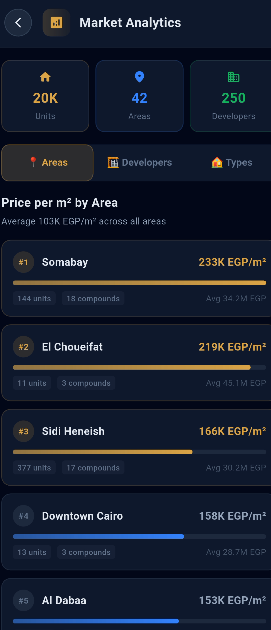 Market Analytics
20K
Units
42
Areas
250
Developers
Areas
Developers
Types
Price per m² by Area
Average 103K EGP/m² across all areas
#1 Somabay 233K EGP/m²
144 units 18 compounds Avg 34.2M EGP
#2 El Choueifat 219K EGP/m²
11 units 3 compounds Avg 45.1M EGP
#3 Sidi Heneish 166K EGP/m²
377 units 17 compounds Avg 30.2M EGP
#4 Downtown Cairo 158K EGP/m²
13 units 3 compounds Avg 28.7M EGP
#5 Al Dabaa 153K EGP/m²